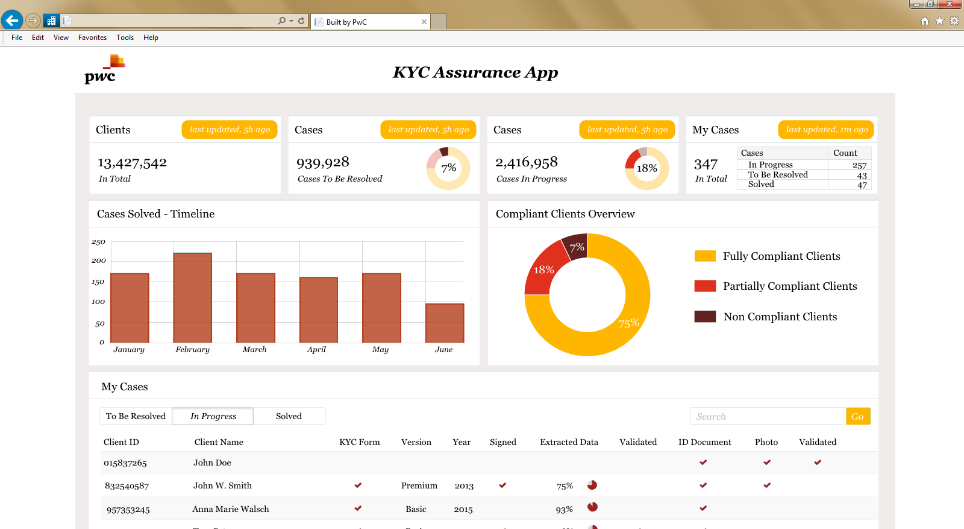 Built by PwC
File Edit View Favorites Tools Help
pwc
KYC Assurance App
Clients last updated, 5h ago
13,427,542
In Total
Cases last updated, 5h ago
939,928
Cases To Be Resolved
7%
Cases last updated, 5h ago
2,416,958
Cases In Progress
18%
My Cases last updated, 1m ago
347
In Total
Cases Count
In Progress 257
To Be Resolved 43
Solved 47
Cases Solved - Timeline
250
200
150
100
50
0
January February March April May June
Compliant Clients Overview
7%
18%
75%
Fully Compliant Clients
Partially Compliant Clients
Non Compliant Clients
My Cases
To Be Resolved In Progress Solved
Search Go
Client ID Client Name KYC Form Version Year Signed Extracted Data Validated ID Document Photo Validated
015837265 John Doe
832540587 John W. Smith Premium 2013 75%
957353245 Anna Marie Walsch Basic 2015 93%